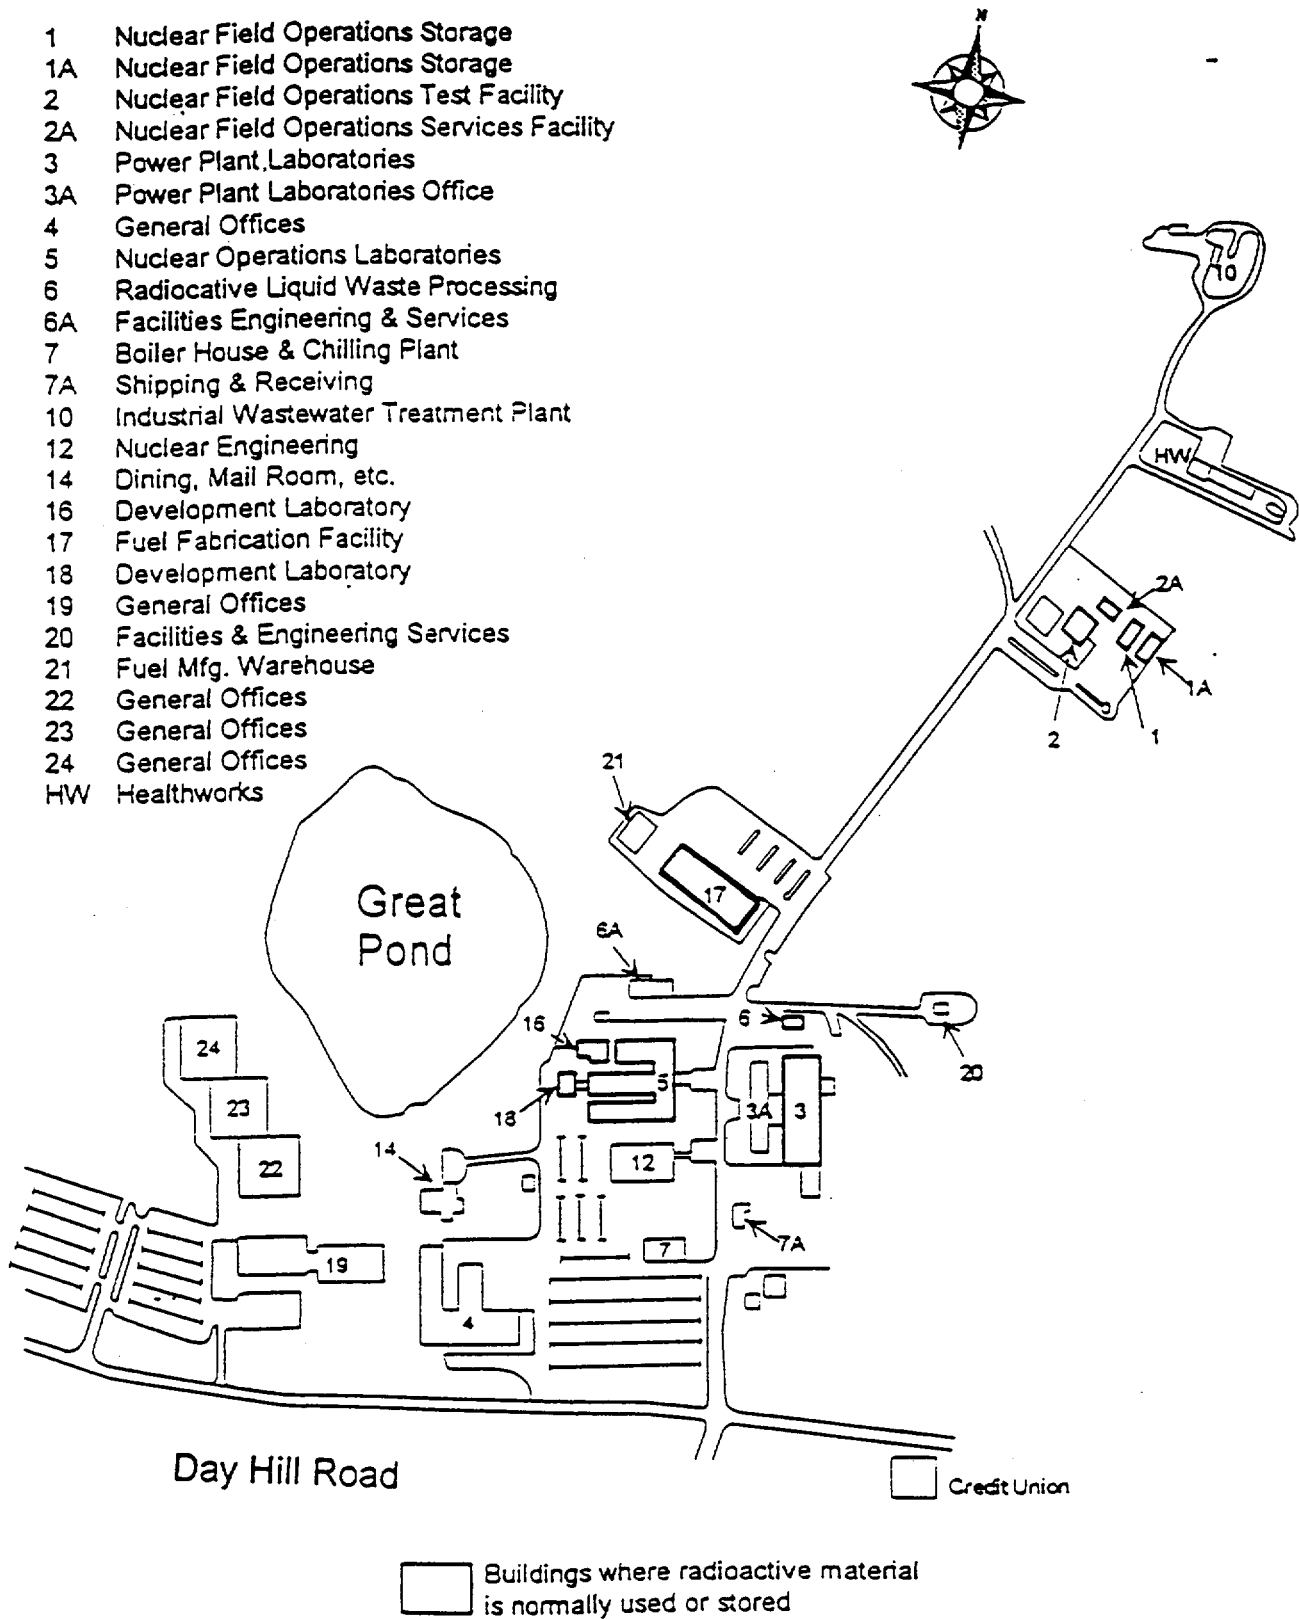 1 Nuclear Field Operations Storage
1A Nuclear Field Operations Storage
2 Nuclear Field Operations Test Facility
2A Nuclear Field Operations Services Facility
3 Power Plant Laboratories
3A Power Plant Laboratories Office
4 General Offices
5 Nuclear Operations Laboratories
6 Radiocative Liquid Waste Processing
6A Facilities Engineering & Services
7 Boiler House & Chilling Plant
7A Shipping & Receiving
10 Industrial Wastewater Treatment Plant
12 Nuclear Engineering
14 Dining, Mail Room, etc.
16 Development Laboratory
17 Fuel Fabrication Facility
18 Development Laboratory
19 General Offices
20 Facilities & Engineering Services
21 Fuel Mfg. Warehouse
22 General Offices
23 General Offices
24 General Offices
HW Healthworks
N
10
HW
2A
1A
2
1
21
17
Great
Pond
6A
16
6
20
24
5
18
3A
3
23
14
12
22
7A
7
19
4
Day Hill Road
Credit Union
Buildings where radioactive material
is normally used or stored